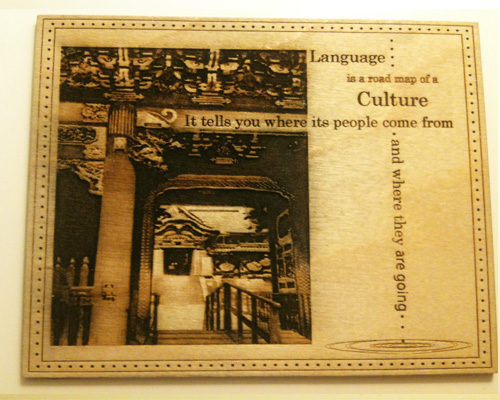 Language
is a road map of a
Culture
It tells you where its people come from
and where they are going